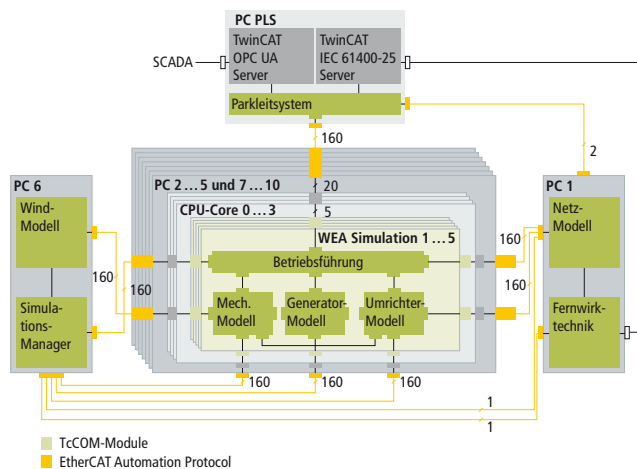 PC PLS
TwinCAT
OPC UA
Server
TwinCAT
IEC 61400-25
Server
SCADA
Parkleitsystem
160
2
PC 6
PC 2 ... 5 und 7 ... 10
20
PC 1
CPU-Core 0 ... 3
5
Wind-
Modell
WEA Simulation 1 ... 5
Netz-
Modell
Betriebsführung
160
160
160
160
Simula-
tions-
Manager
Mech.
Modell
Generator-
Modell
Umrichter-
Modell
Fernwirk-
technik
160
160
160
1
1
TcCOM-Module
EtherCAT Automation Protocol